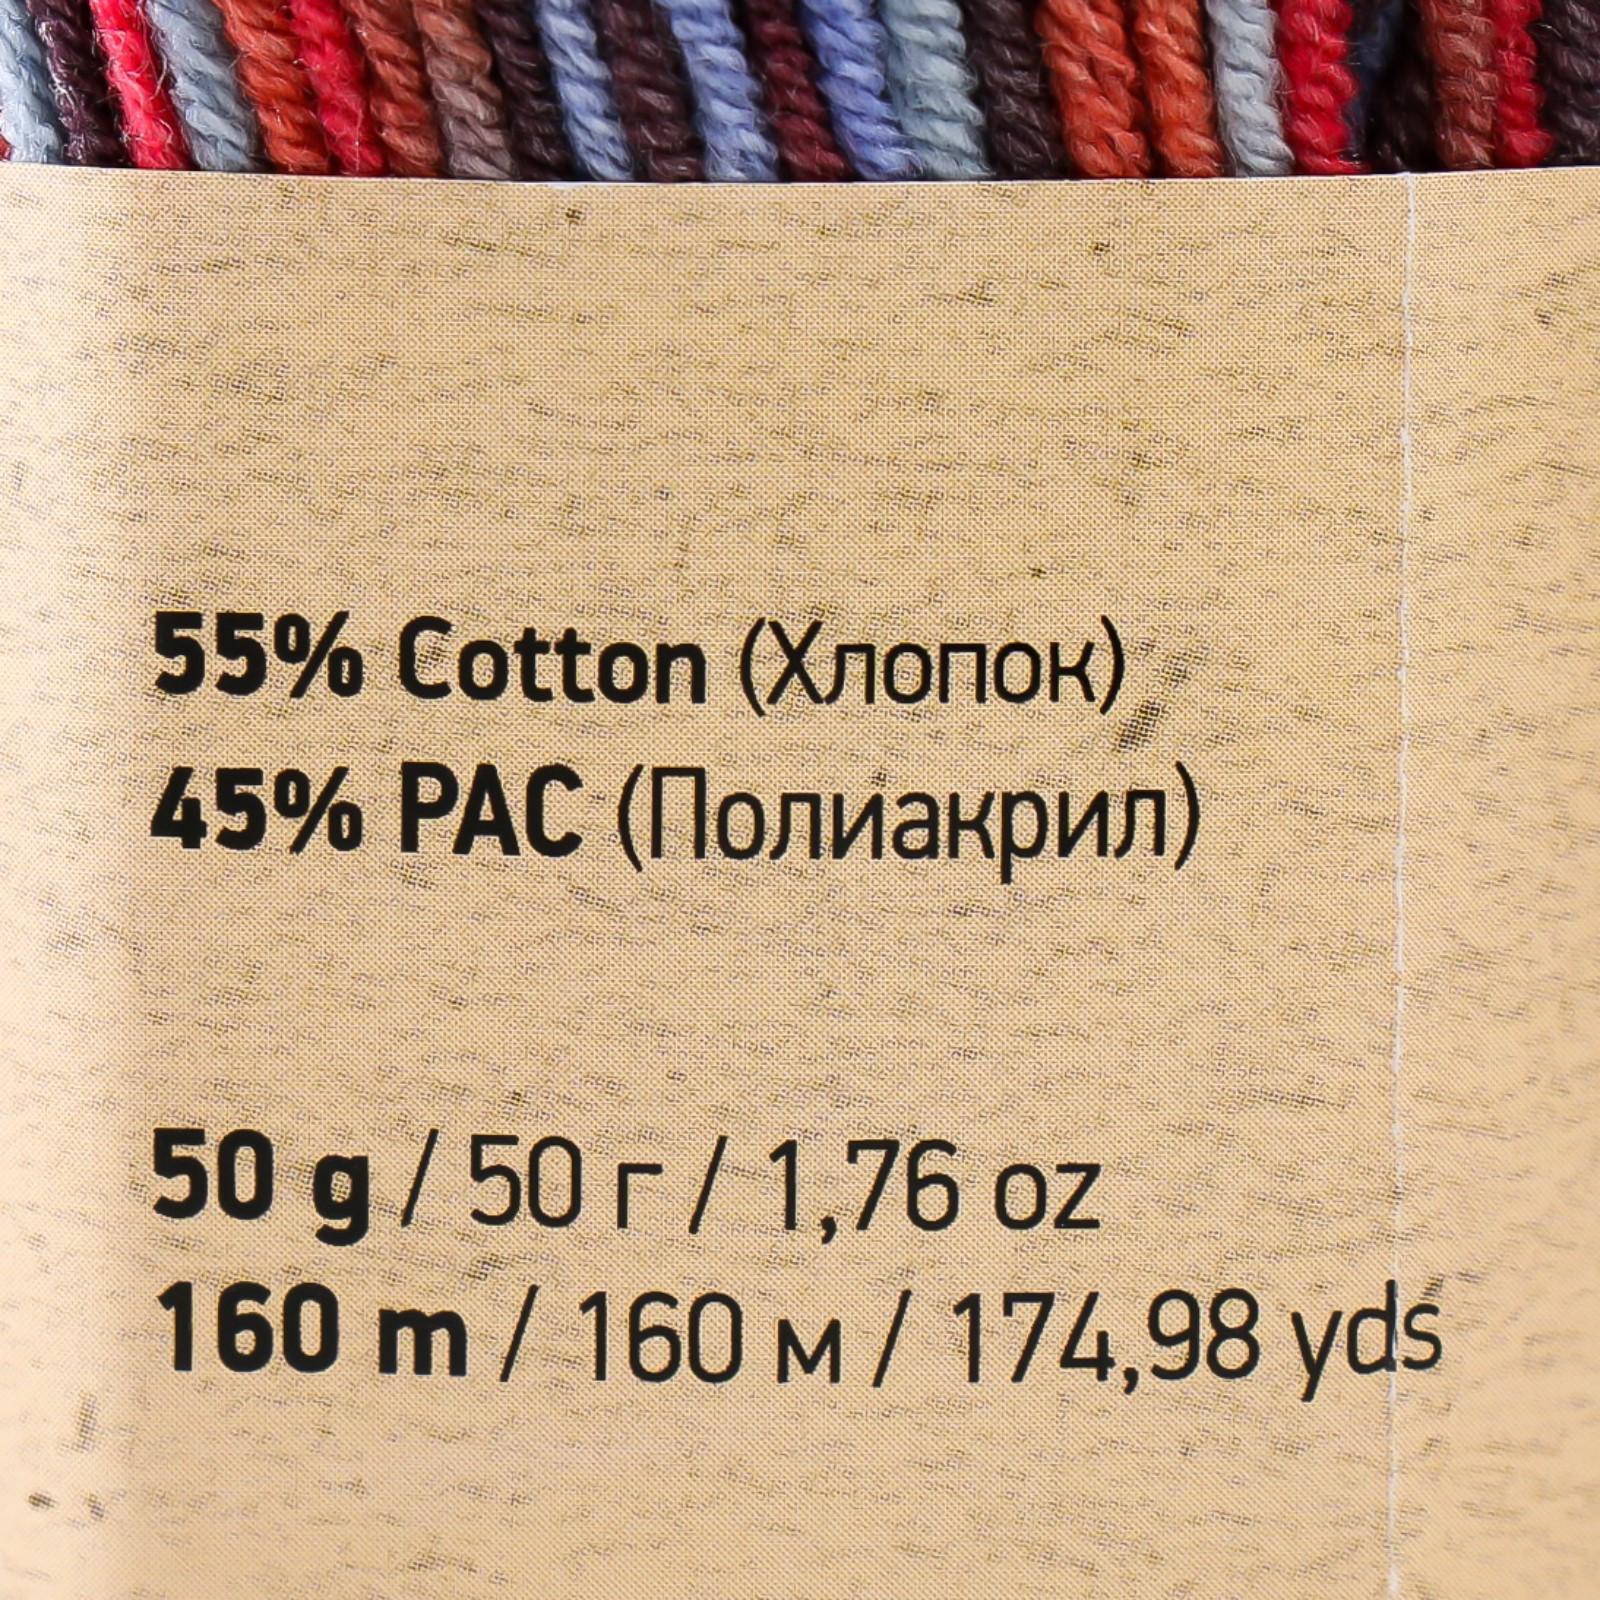 55% Cotton (Хлопок)
45% PAC (Полиакрил)
50 g / 50 г / 1,76 oz
160 m / 160 м / 174,98 yds